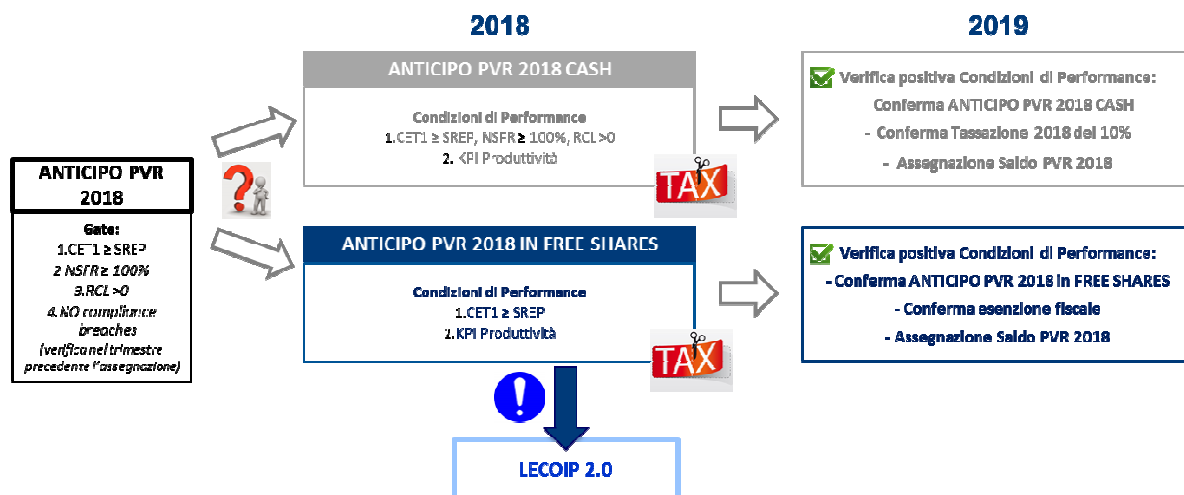 2018
2019
ANTICIPO PVR 2018 CASH
Condizioni di Performance
1.CET1 ≥ SREP, NSFR ≥ 100%, RCL >0
2. KPI Produttività
TAX
Verifica positiva Condizioni di Performance:
Conferma ANTICIPO PVR 2018 CASH
- Conferma Tassazione 2018 del 10%
- Assegnazione Saldo PVR 2018
ANTICIPO PVR
2018
Gate:
1.CET1 ≥ SREP
2 NSFR ≥ 100%
3.RCL >0
4. NO compliance
breaches
(verifica nel trimestre
precedente l'assegnazione)
?
ANTICIPO PVR 2018 IN FREE SHARES
Condizioni di Performance
1.CET1 ≥ SREP
2.KPI Produttività
TAX
Verifica positiva Condizioni di Performance:
- Conferma ANTICIPO PVR 2018 in FREE SHARES
- Conferma esenzione fiscale
- Assegnazione Saldo PVR 2018
!
LECOIP 2.0